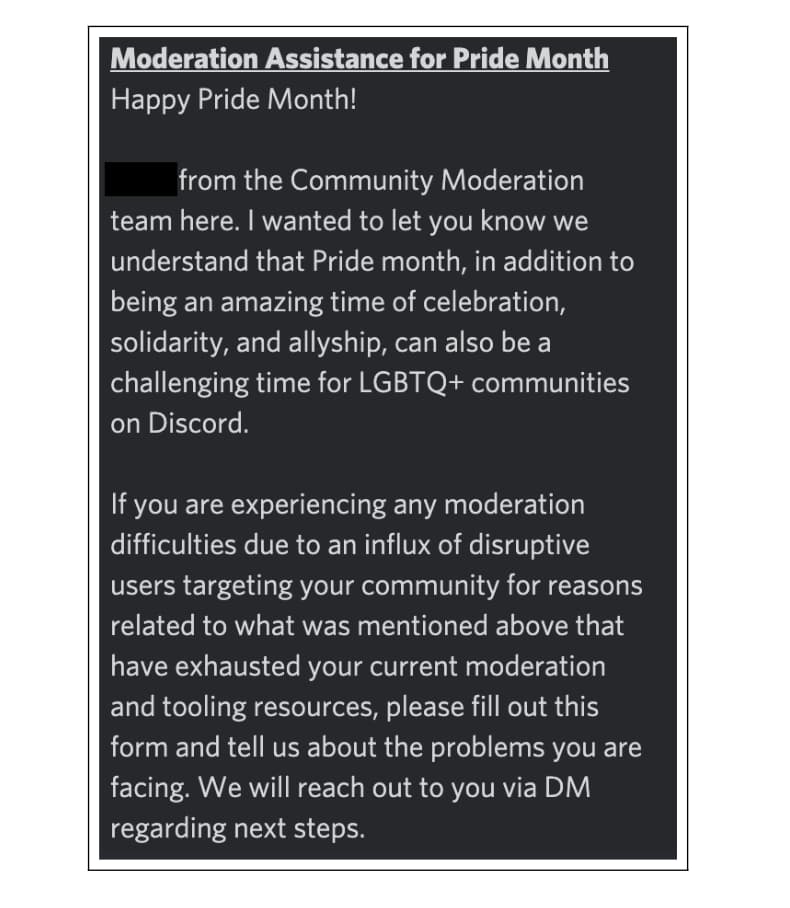 Moderation Assistance for Pride Month
Happy Pride Month!
from the Community Moderation
team here. I wanted to let you know we
understand that Pride month, in addition to
being an amazing time of celebration,
solidarity, and allyship, can also be a
challenging time for LGBTQ+ communities
on Discord.
If you are experiencing any moderation
difficulties due to an influx of disruptive
users targeting your community for reasons
related to what was mentioned above that
have exhausted your current moderation
and tooling resources, please fill out this
form and tell us about the problems you are
facing. We will reach out to you via DM
regarding next steps.